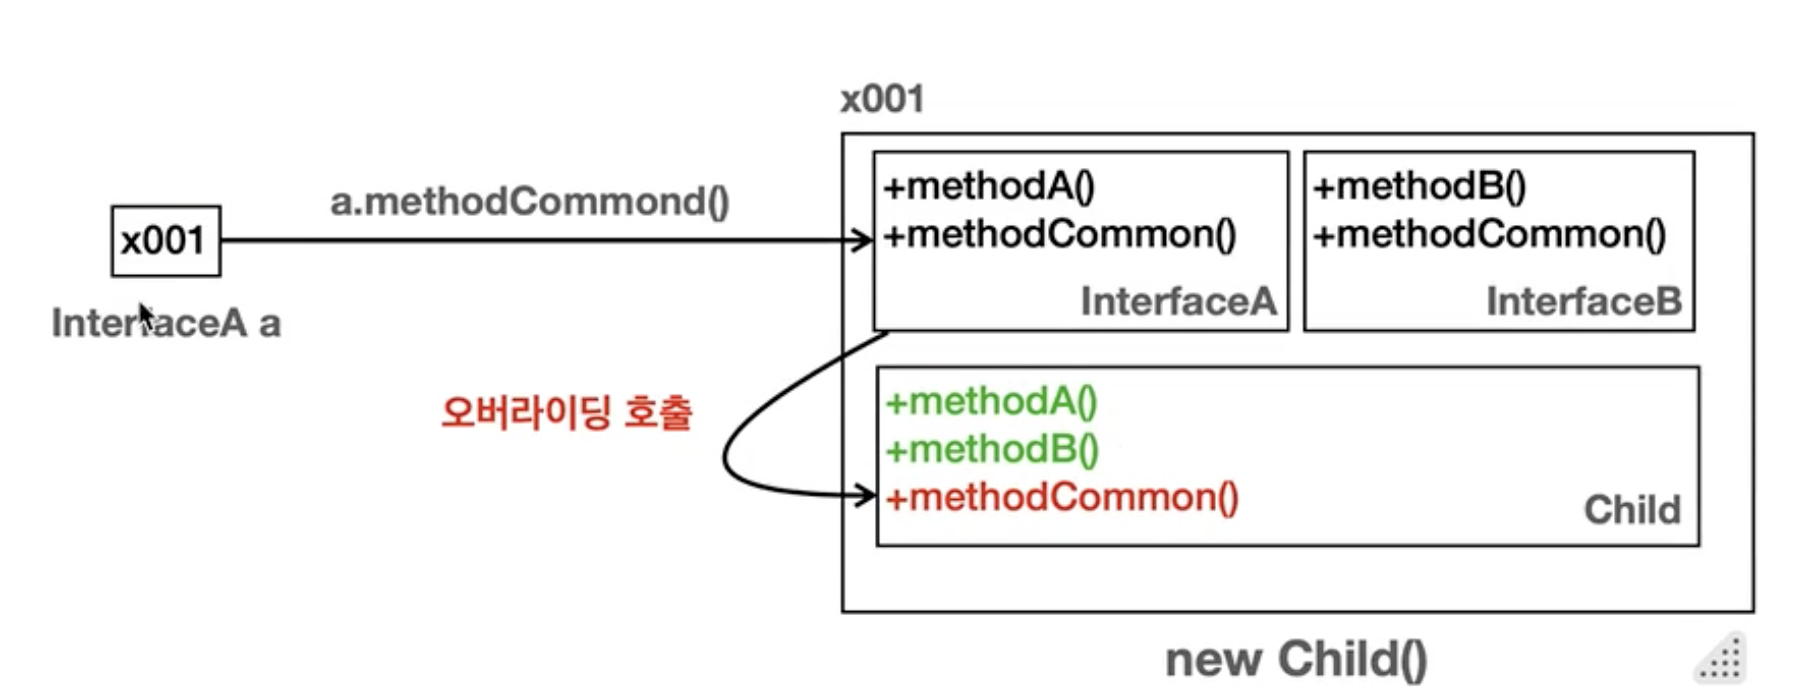 x001
a.methodCommond()
x001
InterfaceA a
+methodA()
+methodCommon()
InterfaceA
+methodB()
+methodCommon()
InterfaceB
오버라이딩 호출
+methodA()
+methodB()
+methodCommon()
Child
new Child()